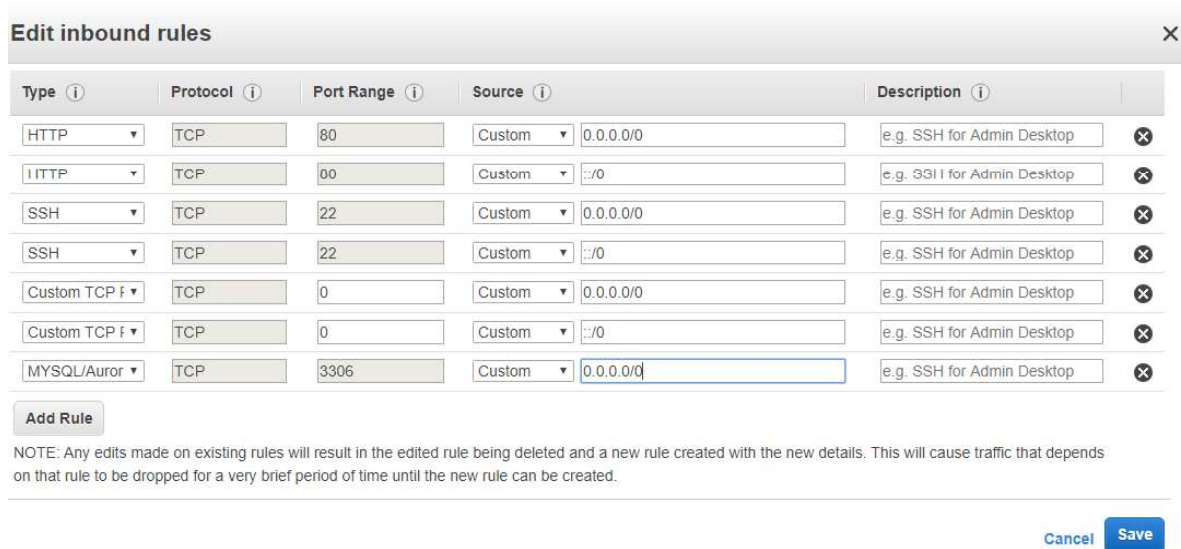 Edit inbound rules
Type Protocol Port Range Source Description
HTTP TCP 80 Custom 0.0.0.0/0 e.g. SSH for Admin Desktop
HTTP TCP 80 Custom ::/0 e.g. SSH for Admin Desktop
SSH TCP 22 Custom 0.0.0.0/0 e.g. SSH for Admin Desktop
SSH TCP 22 Custom ::/0 e.g. SSH for Admin Desktop
Custom TCP TCP 0 Custom 0.0.0.0/0 e.g. SSH for Admin Desktop
Custom TCP TCP 0 Custom ::/0 e.g. SSH for Admin Desktop
MYSQL/Auror TCP 3306 Custom 0.0.0.0/0 e.g. SSH for Admin Desktop
Add Rule
NOTE: Any edits made on existing rules will result in the edited rule being deleted and a new rule created with the new details. This will cause traffic that depends
on that rule to be dropped for a very brief period of time until the new rule can be created.
Cancel Save